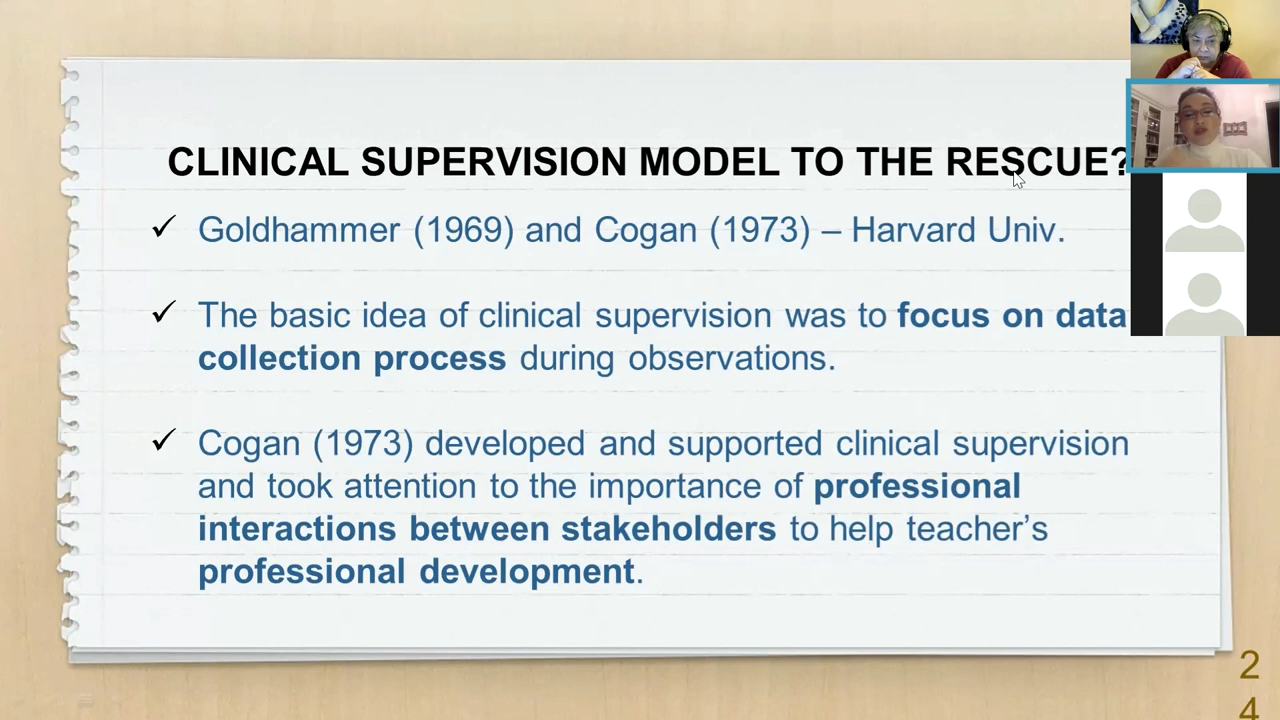 CLINICAL SUPERVISION MODEL TO THE RESCUE?
✓ Goldhammer (1969) and Cogan (1973) – Harvard Univ.
✓ The basic idea of clinical supervision was to focus on data
collection process during observations.
✓ Cogan (1973) developed and supported clinical supervision
and took attention to the importance of professional
interactions between stakeholders to help teacher’s
professional development.
2
4